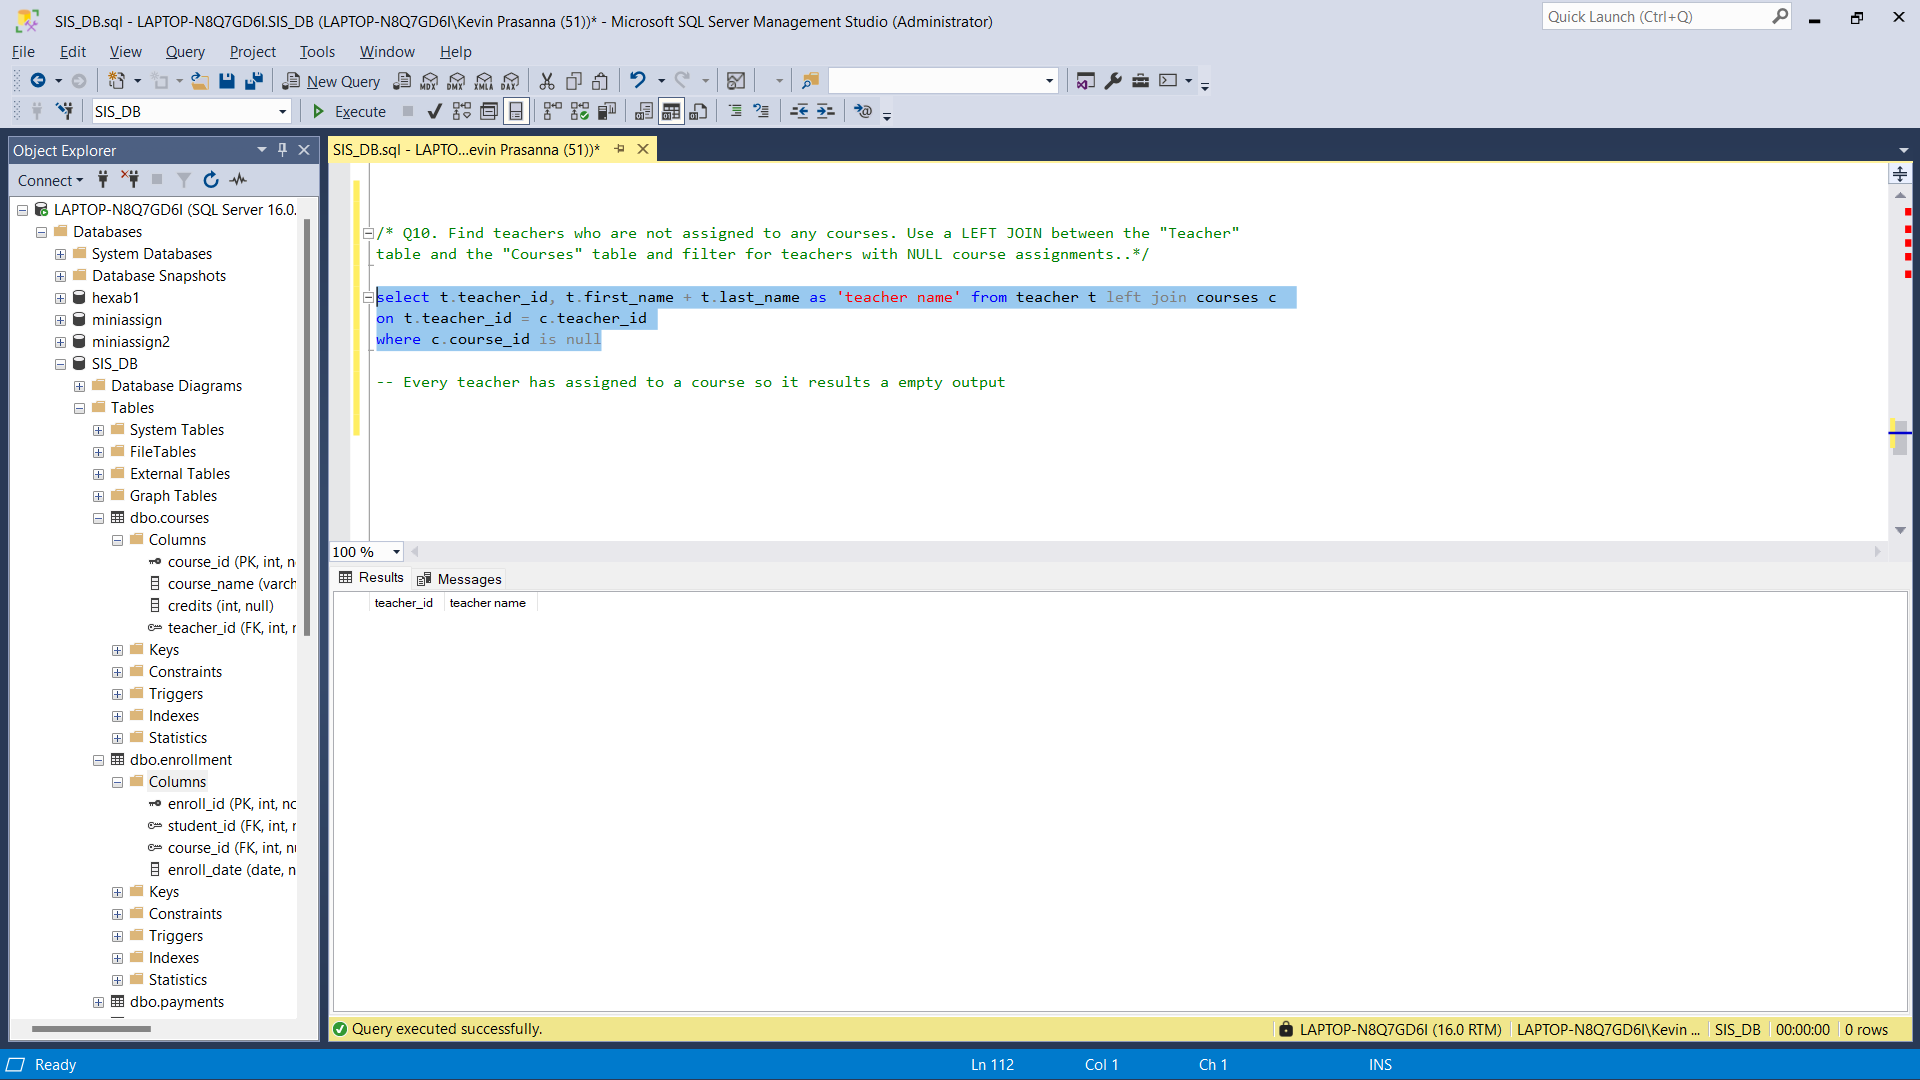 SIS_DB.sql - LAPTOP-N8Q7GD6I.SIS_DB (LAPTOP-N8Q7GD6I\Kevin Prasanna (51))* - Microsoft SQL Server Management Studio (Administrator)
Quick Launch (Ctrl+Q)
File Edit View Query Project Tools Window Help
New Query MDX DMX XMLA DAX
SIS_DB Execute
Object Explorer
SIS_DB.sql - LAPTO...evin Prasanna (51))*
Connect
LAPTOP-N8Q7GD6I (SQL Server 16.0.
Databases
System Databases
Database Snapshots
hexab1
miniassign
miniassign2
SIS_DB
Database Diagrams
Tables
System Tables
FileTables
External Tables
Graph Tables
dbo.courses
Columns
course_id (PK, int, n
course_name (varch
credits (int, null)
teacher_id (FK, int, r
Keys
Constraints
Triggers
Indexes
Statistics
dbo.enrollment
Columns
enroll_id (PK, int, nc
student_id (FK, int, r
course_id (FK, int, nu
enroll_date (date, n
Keys
Constraints
Triggers
Indexes
Statistics
dbo.payments
/* Q10. Find teachers who are not assigned to any courses. Use a LEFT JOIN between the "Teacher"
table and the "Courses" table and filter for teachers with NULL course assignments..*/
select t.teacher_id, t.first_name + t.last_name as 'teacher name' from teacher t left join courses c
on t.teacher_id = c.teacher_id
where c.course_id is null
-- Every teacher has assigned to a course so it results a empty output
100 %
Results Messages
teacher_id teacher name
Query executed successfully. LAPTOP-N8Q7GD6I (16.0 RTM) LAPTOP-N8Q7GD6I\Kevin ... SIS_DB 00:00:00 0 rows
Ready Ln 112 Col 1 Ch 1 INS